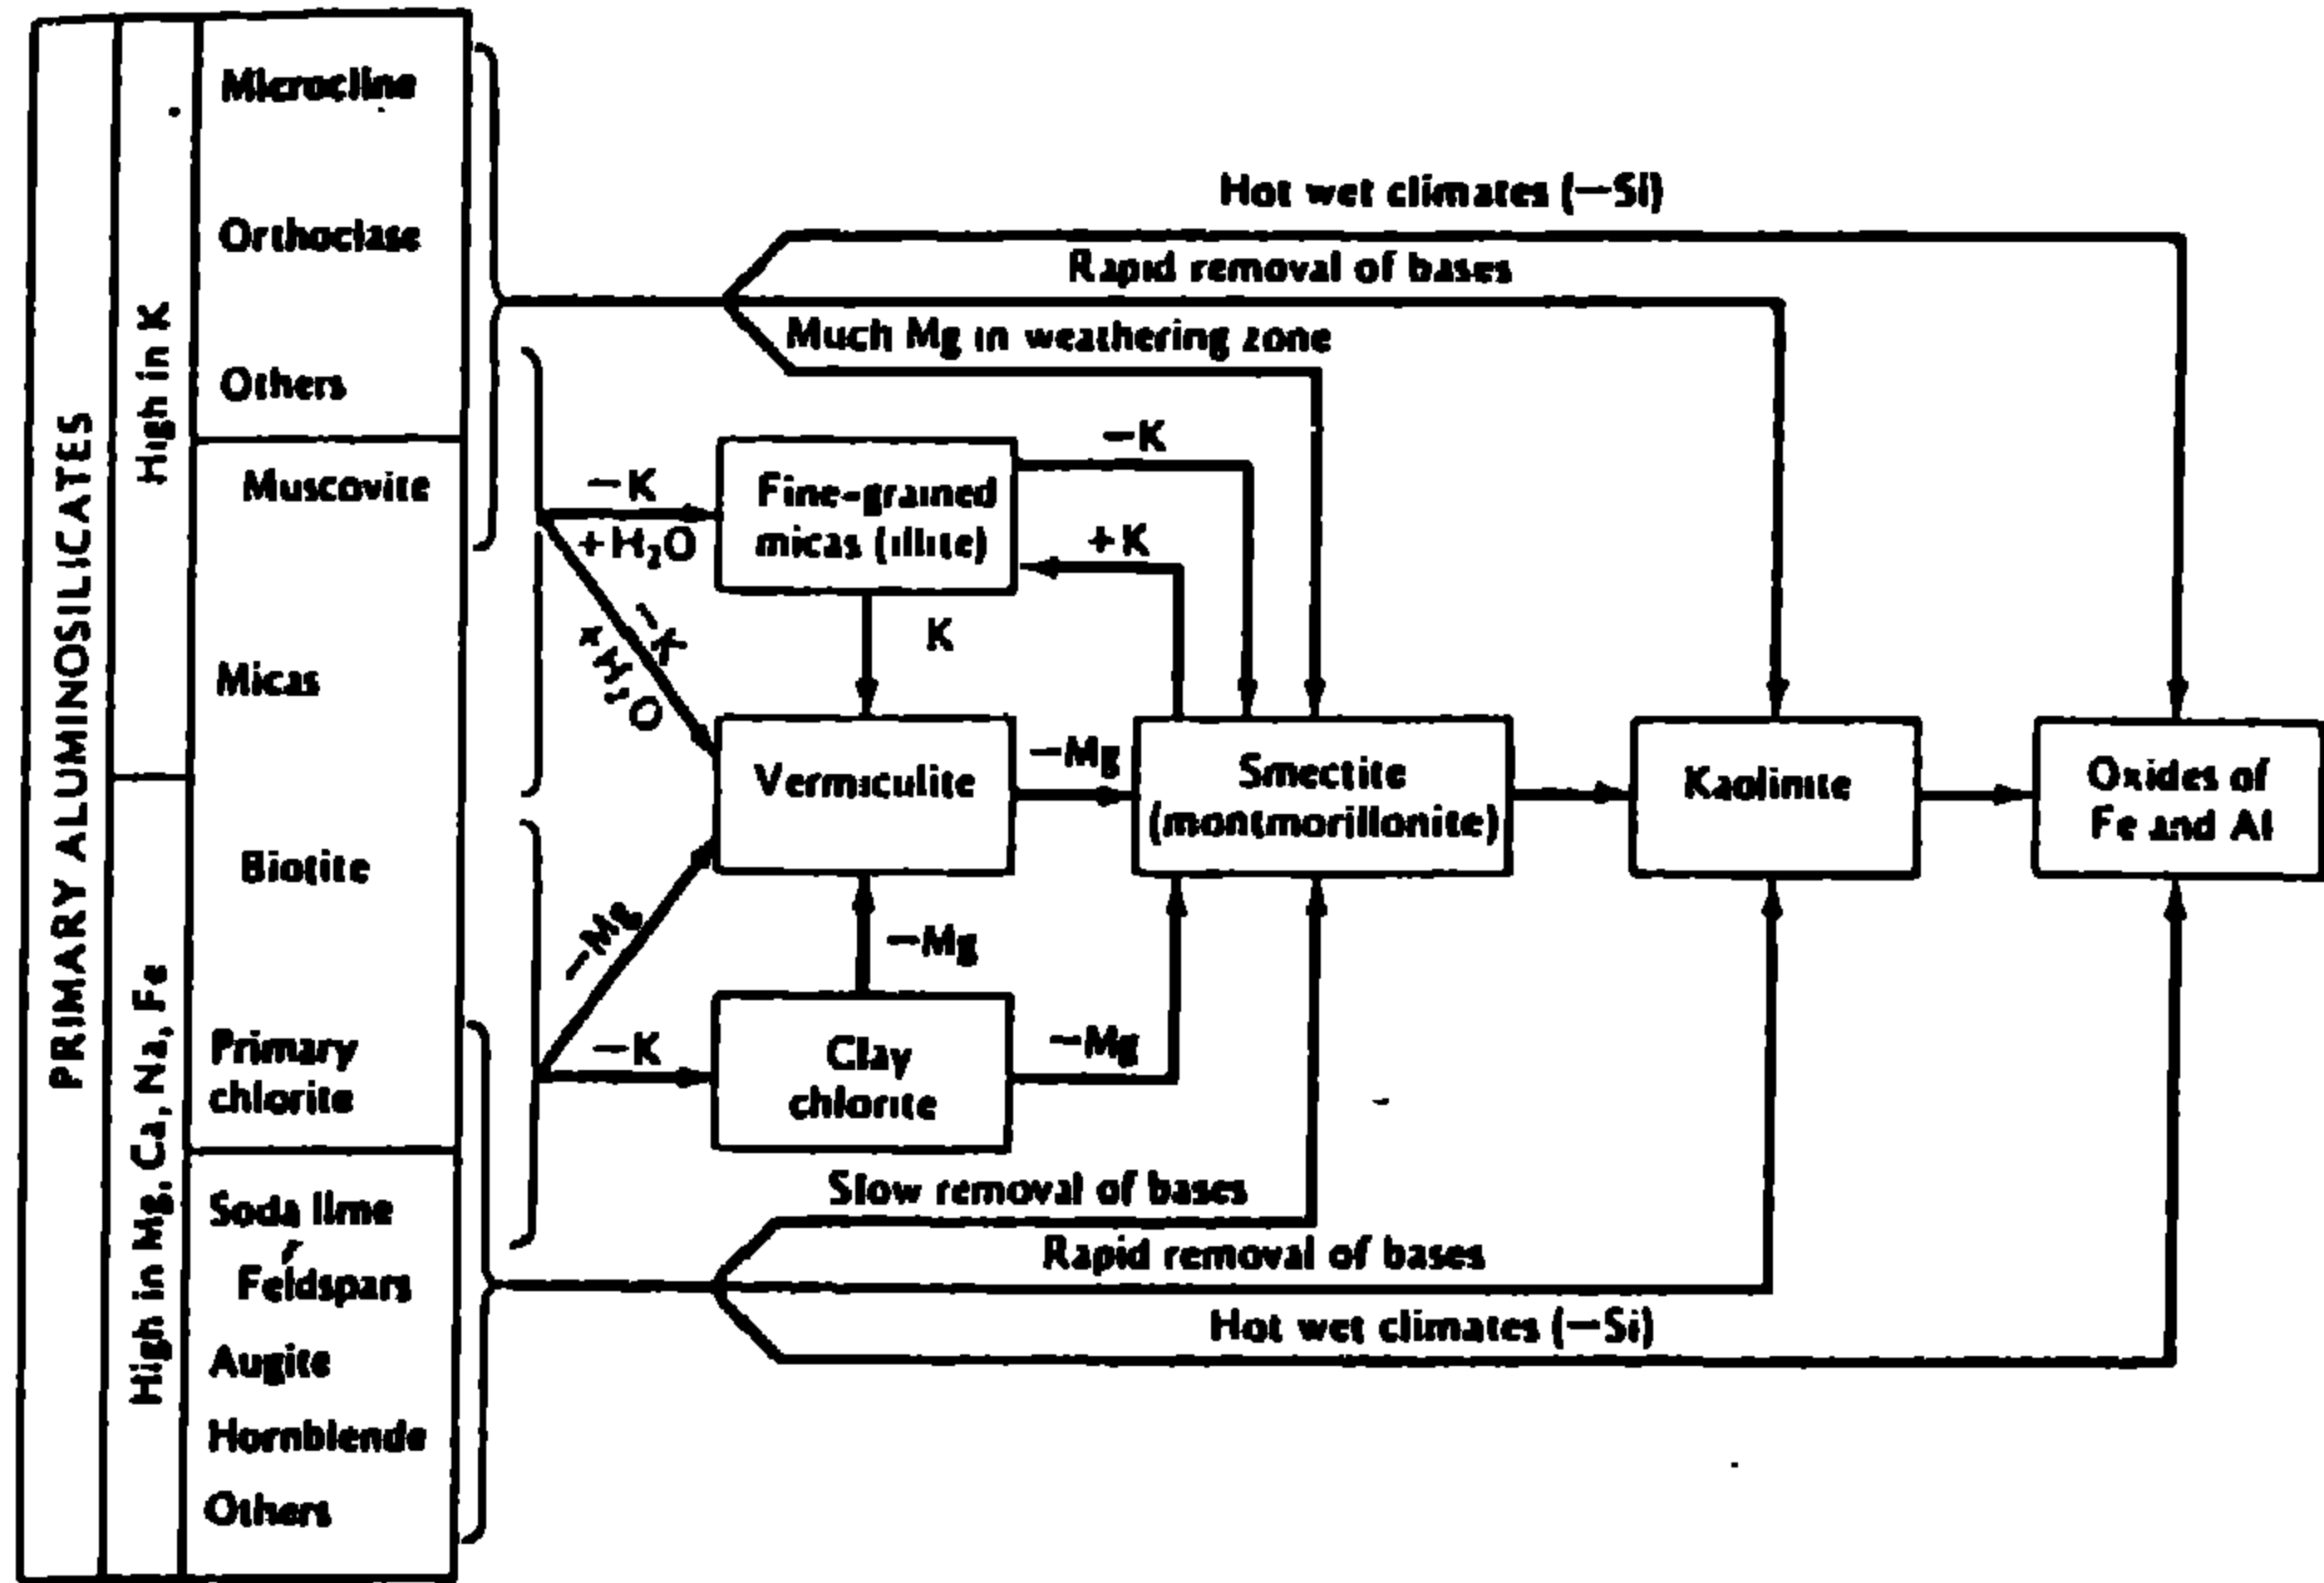 PRIMARY ALUMINOSILICATES
High in K
High in Mg, Ca, Na, Fe
Microcline
Orthoclase
Others
Muscovite
Micas
Biotite
Primary
chlorite
Soda lime
Feldspars
Augite
Hornblende
Others
Hot wet climates (—Si)
Rapid removal of bases
Much Mg in weathering zone
—K
+H₂O
Fine-grained
micas (illite)
—K
+K
K
—K
+H₂O
Vermiculite
—Mg
Smectite
(montmorillonite)
Kaolinite
Oxides of
Fe and Al
—Mg
—Mg
—K
Clay
chlorite
—Mg
Slow removal of bases
Rapid removal of bases
Hot wet climates (—Si)